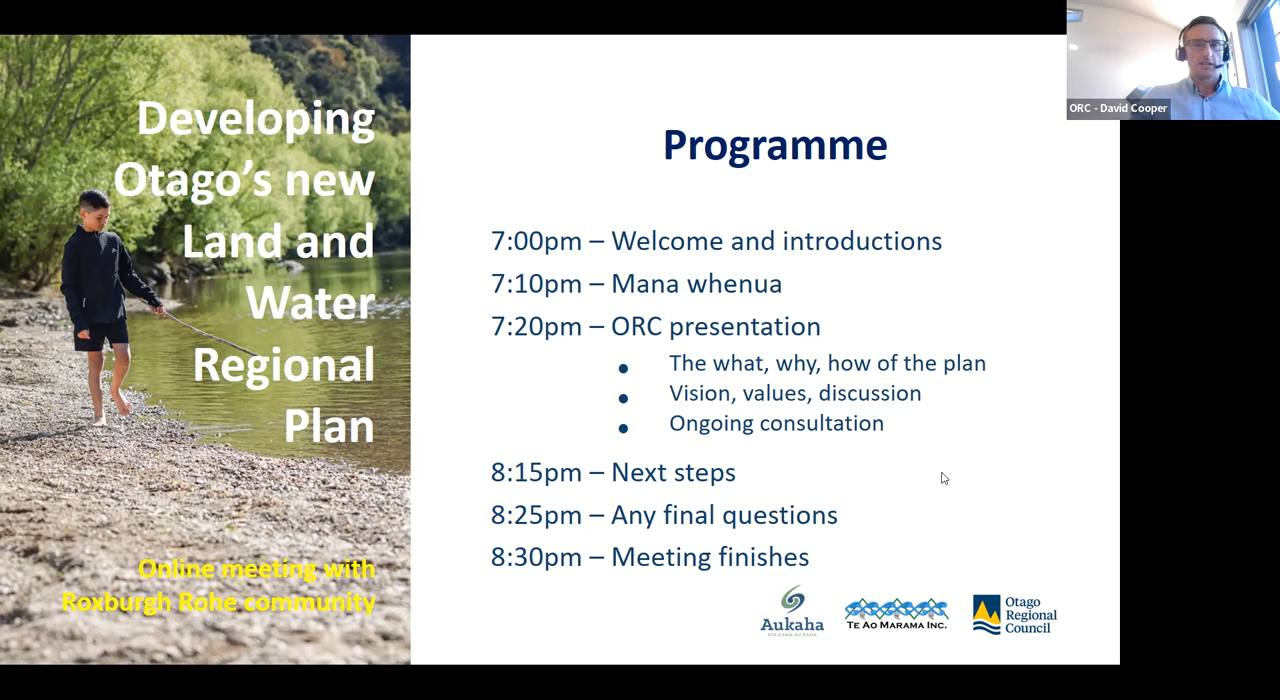 Developing
Otago's new
Land and
Water
Regional
Plan
Online meeting with
Roxburgh Rohe community
Programme
7:00pm – Welcome and introductions
7:10pm – Mana whenua
7:20pm – ORC presentation
• The what, why, how of the plan
• Vision, values, discussion
• Ongoing consultation
8:15pm – Next steps
8:25pm – Any final questions
8:30pm – Meeting finishes
Aukaha
TE AO MARAMA INC.
Otago
Regional
Council
ORC - David Cooper